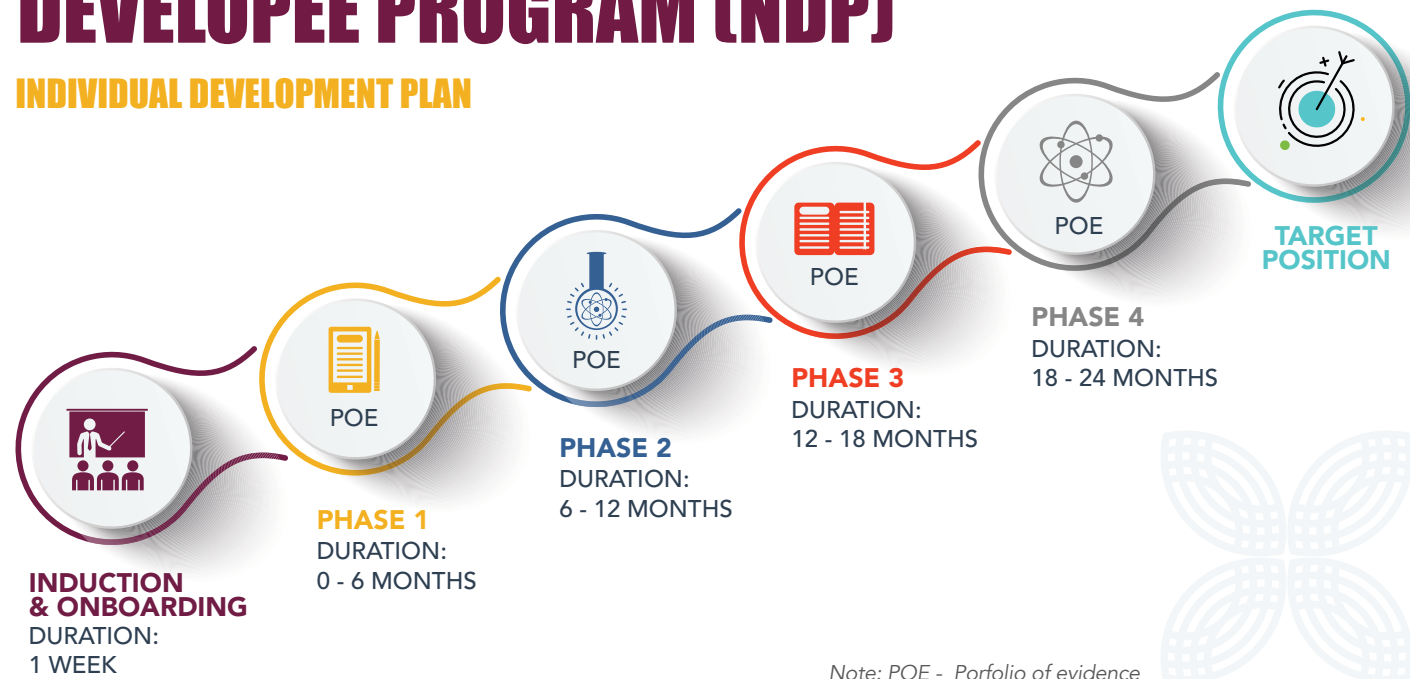 DEVELOPEE PROGRAM (NDP)
INDIVIDUAL DEVELOPMENT PLAN
INDUCTION
& ONBOARDING
DURATION:
1 WEEK
POE
PHASE 1
DURATION:
0 - 6 MONTHS
POE
PHASE 2
DURATION:
6 - 12 MONTHS
POE
PHASE 3
DURATION:
12 - 18 MONTHS
POE
PHASE 4
DURATION:
18 - 24 MONTHS
TARGET
POSITION
Note: POE - Porfolio of evidence